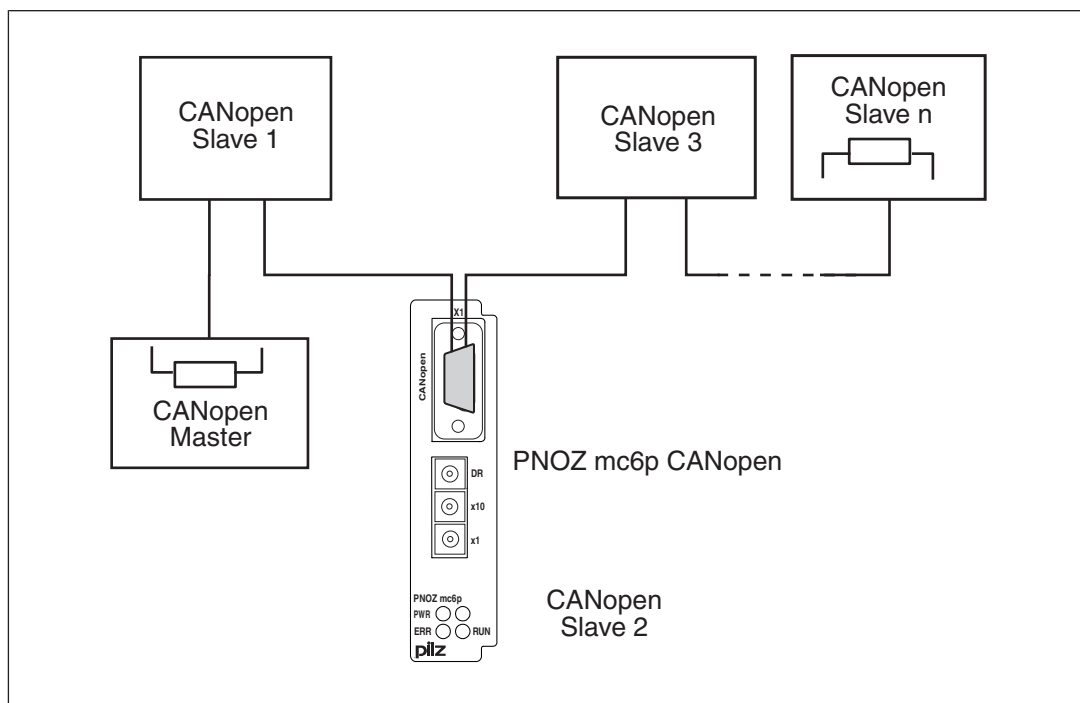 CANopen
Slave 1
CANopen
Slave 3
CANopen
Slave n
CANopen
Master
X1
CANopen
DR
x10
x1
PNOZ mc6p
PWR
ERR
RUN
pilz
PNOZ mc6p CANopen
CANopen
Slave 2